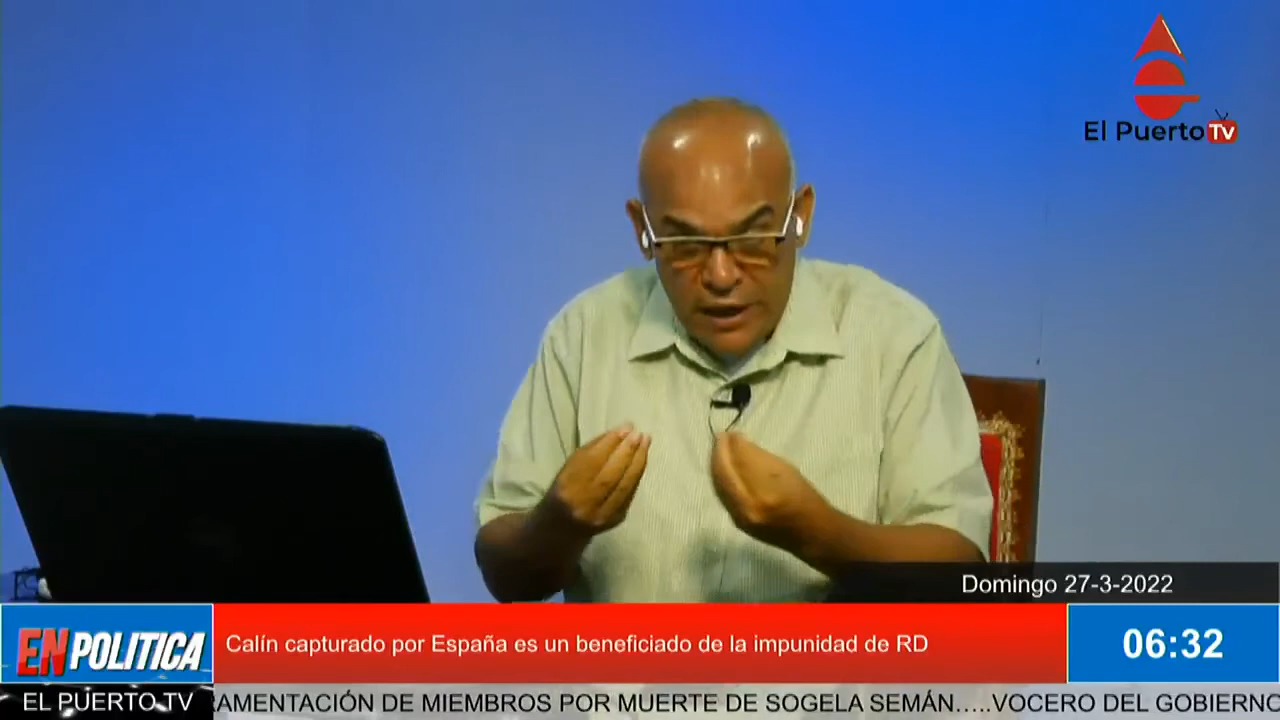 El Puerto Tv
Domingo 27-3-2022
EN POLITICA
Calín capturado por España es un beneficiado de la impunidad de RD
06:32
EL PUERTO TV
RAMENTACIÓN DE MIEMBROS POR MUERTE DE SOGELA SEMÁN.....VOCERO DEL GOBIERNO